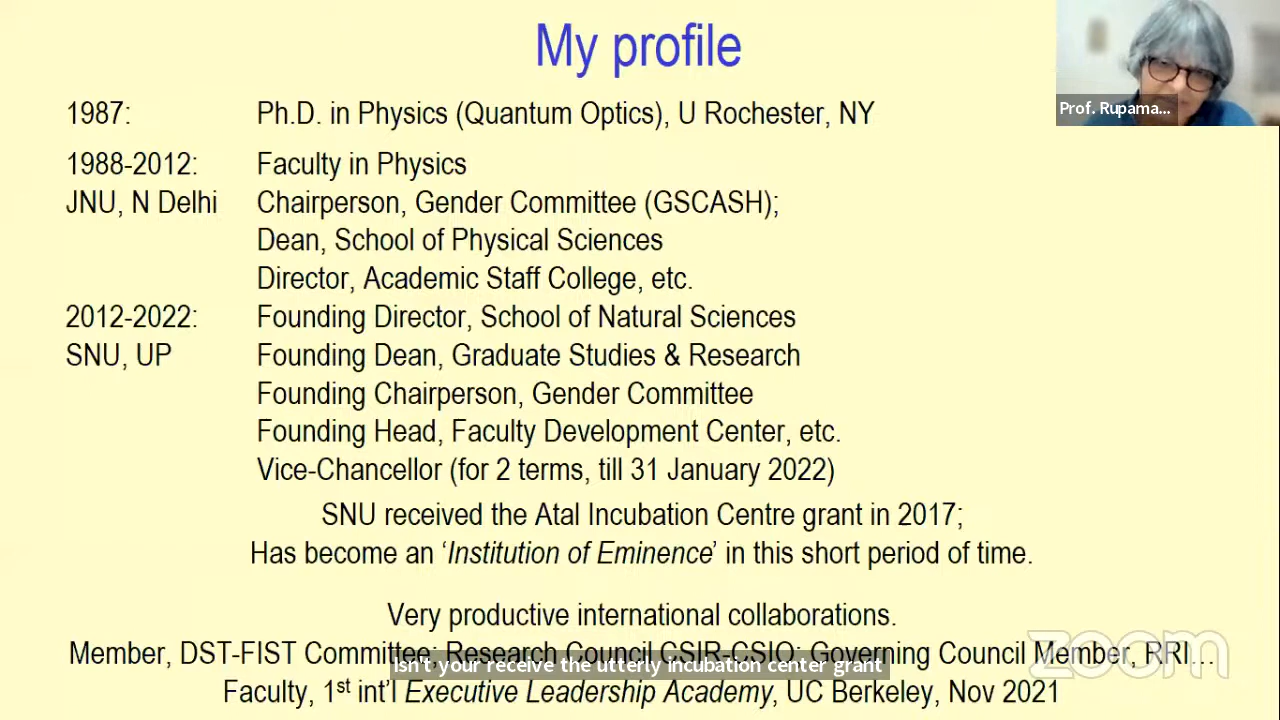 My profile
Prof. Rupama...
1987: Ph.D. in Physics (Quantum Optics), U Rochester, NY
1988-2012: Faculty in Physics
JNU, N Delhi Chairperson, Gender Committee (GSCASH);
Dean, School of Physical Sciences
Director, Academic Staff College, etc.
2012-2022: Founding Director, School of Natural Sciences
SNU, UP Founding Dean, Graduate Studies & Research
Founding Chairperson, Gender Committee
Founding Head, Faculty Development Center, etc.
Vice-Chancellor (for 2 terms, till 31 January 2022)
SNU received the Atal Incubation Centre grant in 2017;
Has become an ‘Institution of Eminence’ in this short period of time.
Very productive international collaborations.
Member, DST-FIST Committee; Research Council CSIR-CSIO; Governing Council Member, RRI...
zoom
Isn't your receive the utterly incubation center grant
Faculty, 1st int'l Executive Leadership Academy, UC Berkeley, Nov 2021